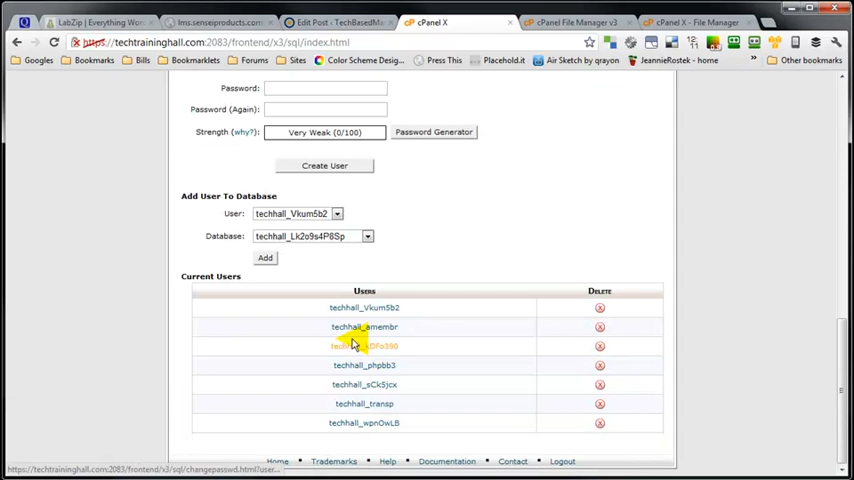 LabZip | Everything Wor
lms.senseiproducts.com
Edit Post ‹ TechBasedMa
cPanel X
cPanel File Manager v3
cPanel X - File Manager
https://techtraininghall.com:2083/frontend/x3/sql/index.html
Googles Bookmarks Bills Bookmarklets Forums Sites Color Scheme Desig... Press This Placehold.it Air Sketch by qrayon JeannieRostek - home » Other bookmarks
Password:
Password (Again):
Strength (why?): Very Weak (0/100) Password Generator
Create User
Add User To Database
User: techhall_Vkum5b2
Database: techhall_Lk2o9s4P8Sp
Add
Current Users
Users Delete
techhall_Vkum5b2
techhall_amembr
techhall_phpbb3
techhall_sCk5jcx
techhall_transp
techhall_wpnOwLB
Home Trademarks Help Documentation Contact Logout
https://techtraininghall.com:2083/frontend/x3/sql/changepasswd.html?user...